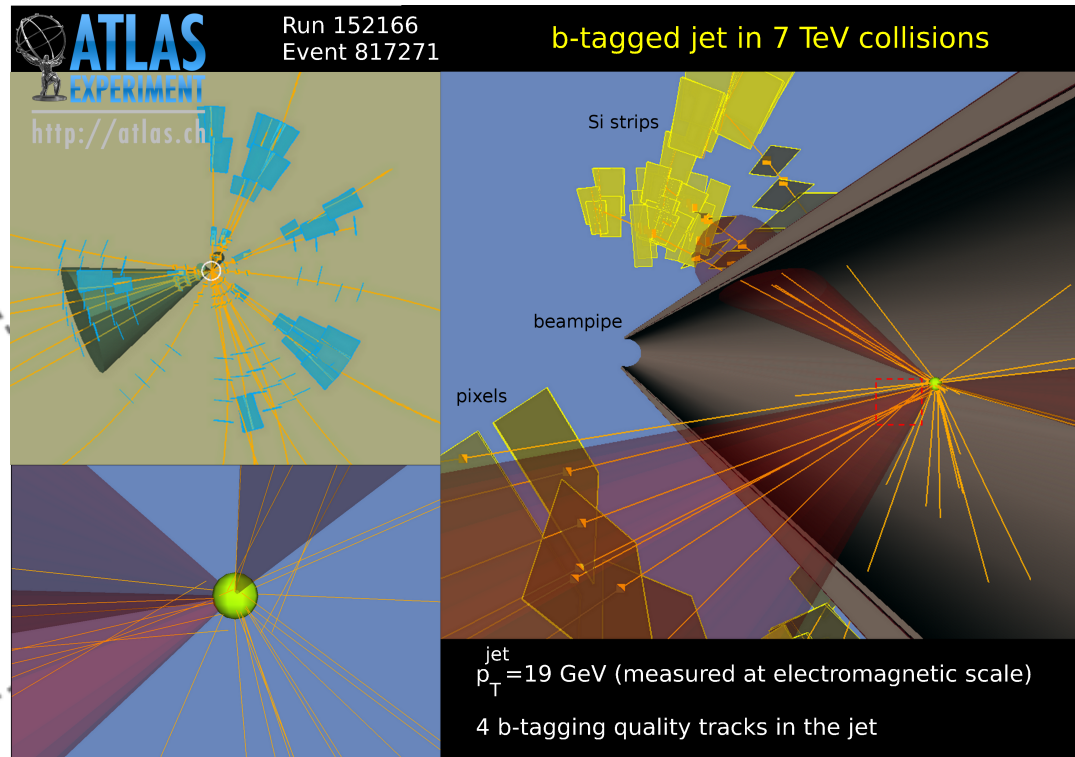 ATLAS
EXPERIMENT
http://atlas.ch
Run 152166
Event 817271
b-tagged jet in 7 TeV collisions
Si strips
beampipe
pixels
p_T^jet=19 GeV (measured at electromagnetic scale)
4 b-tagging quality tracks in the jet